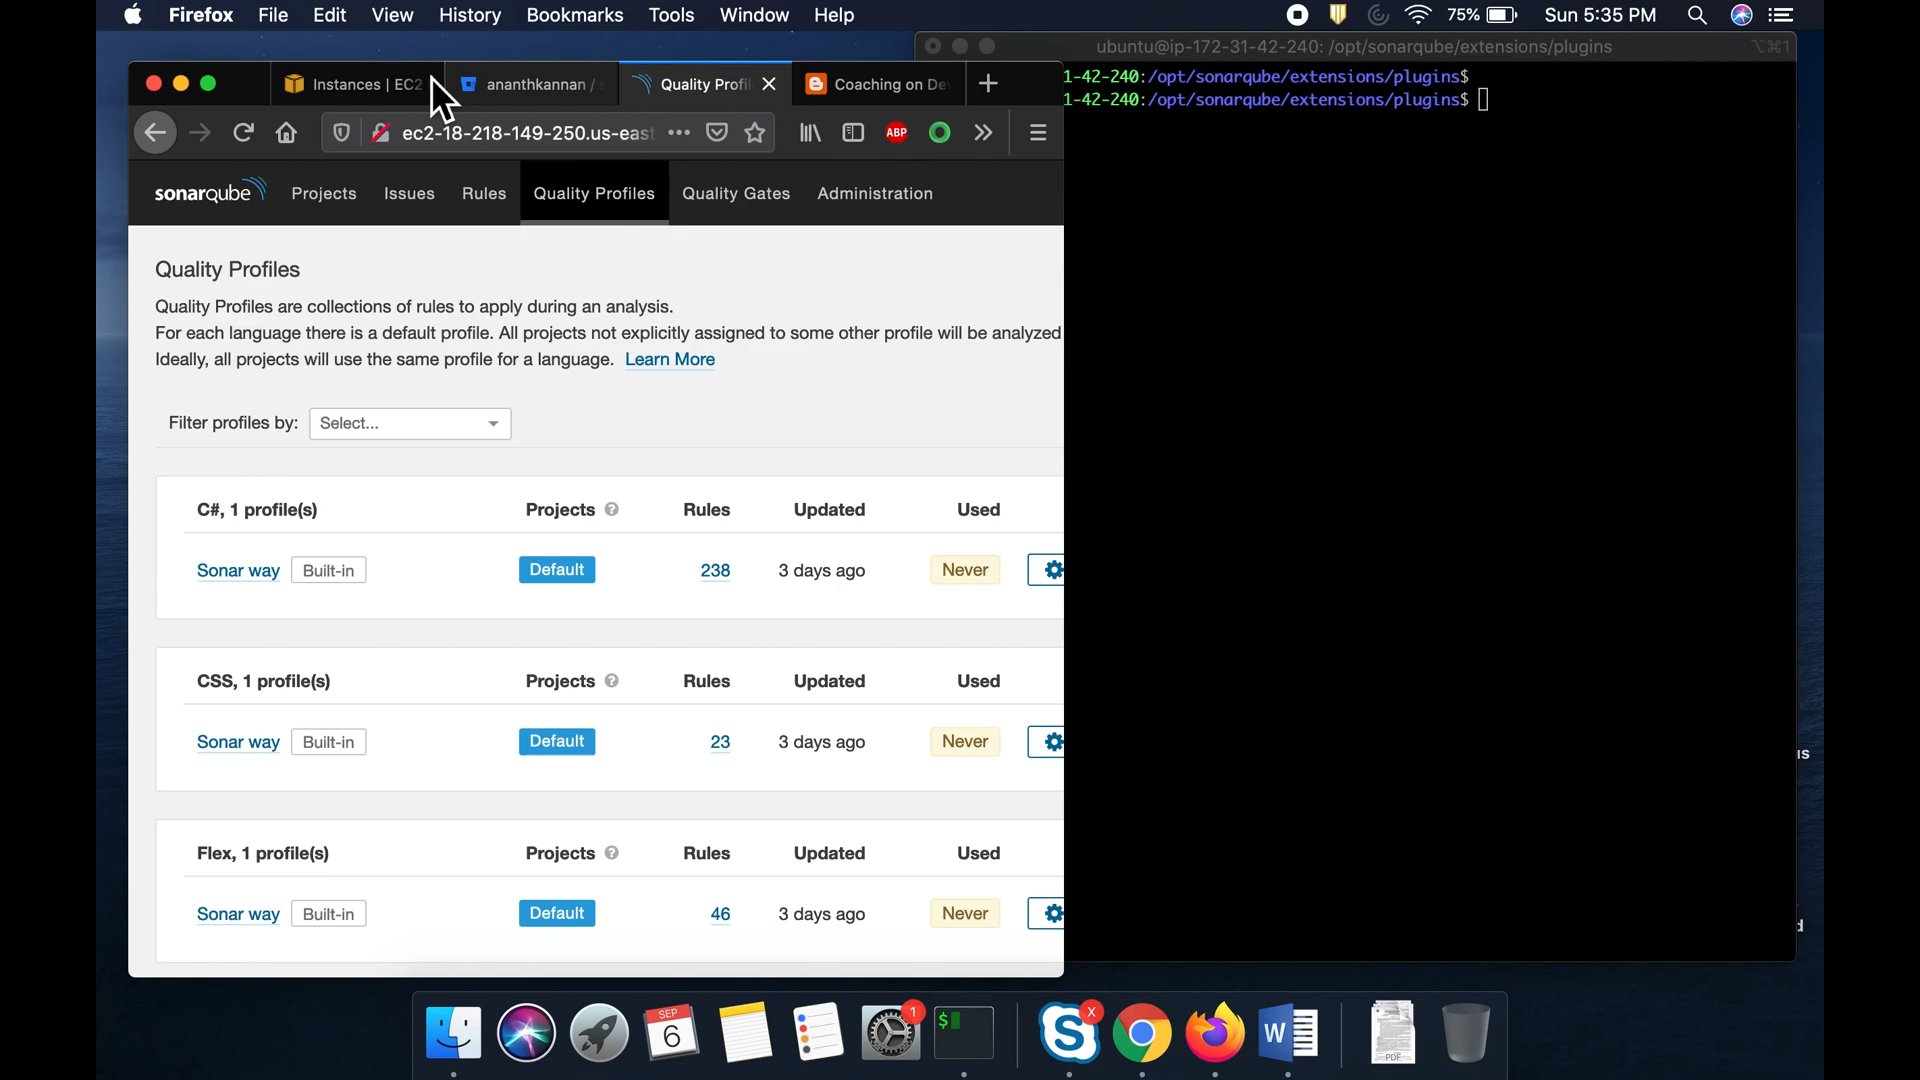 Firefox File Edit View History Bookmarks Tools Window Help 75% Sun 5:35 PM
ubuntu@ip-172-31-42-240: /opt/sonarqube/extensions/plugins ⌥⌘1
Instances | EC2 ananthkannan / Quality Profi Coaching on De
1-42-240:/opt/sonarqube/extensions/plugins$
1-42-240:/opt/sonarqube/extensions/plugins$
ec2-18-218-149-250.us-east ABP
sonarqube Projects Issues Rules Quality Profiles Quality Gates Administration
Quality Profiles
Quality Profiles are collections of rules to apply during an analysis.
For each language there is a default profile. All projects not explicitly assigned to some other profile will be analyzed
Ideally, all projects will use the same profile for a language. Learn More
Filter profiles by: Select...
C#, 1 profile(s) Projects ? Rules Updated Used
Sonar way Built-in Default 238 3 days ago Never
CSS, 1 profile(s) Projects ? Rules Updated Used
Sonar way Built-in Default 23 3 days ago Never
Flex, 1 profile(s) Projects ? Rules Updated Used
Sonar way Built-in Default 46 3 days ago Never
SEP
6
1
$
S
X
W
PDF